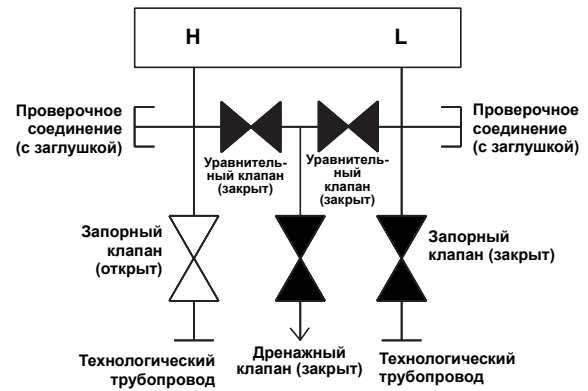 H
L
Проверочное
соединение
(с заглушкой)
Уравнитель-
ный клапан
(закрыт)
Уравнитель-
ный
клапан
(закрыт)
Проверочное
соединение
(с заглушкой)
Запорный
клапан
(открыт)
Запорный
клапан (закрыт)
Технологический
трубопровод
Дренажный
клапан (закрыт)
Технологический
трубопровод